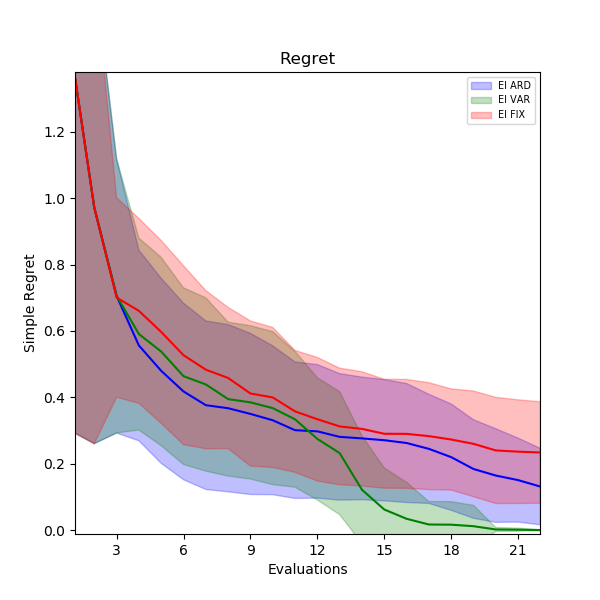 Regret
EI ARD
EI VAR
EI FIX
1.2
1.0
0.8
0.6
0.4
0.2
0.0
Simple Regret
3 6 9 12 15 18 21
Evaluations